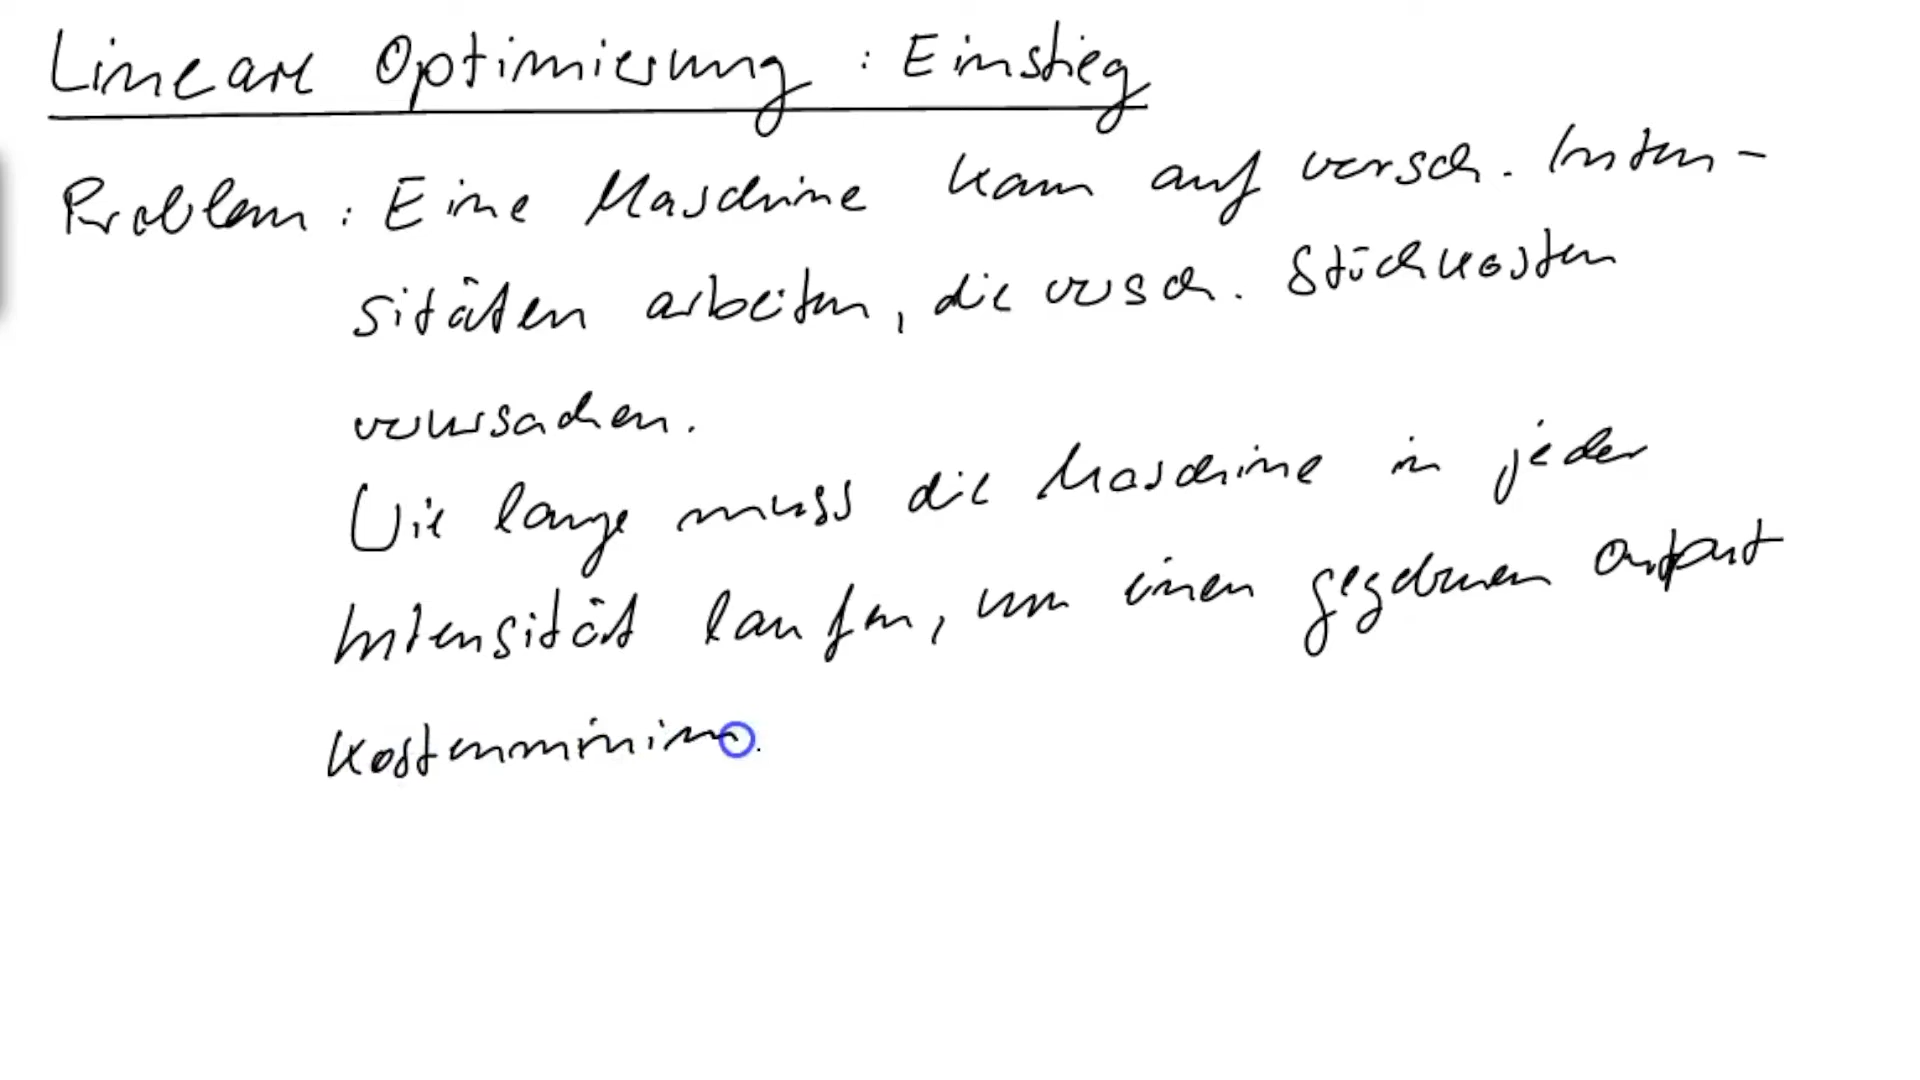 Lineare Optimierung : Einstieg
Problem : Eine Maschine kann auf versch. Inten-
sitäten arbeiten, die versch. Stückkosten
verursachen.
Wie lange muss die Maschine in jeder
Intensität laufen, um einen gegebenen Output
kostenminim